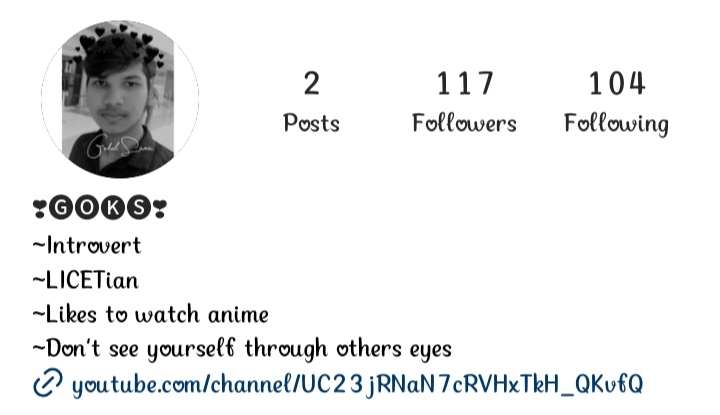 2 117 104
Posts Followers Following
❣🅖🅞🅚🅢❣
~Introvert
~LICETian
~Likes to watch anime
~Don't see yourself through others eyes
youtube.com/channel/UC23jRNaN7cRVHxTkH_QKvfQ